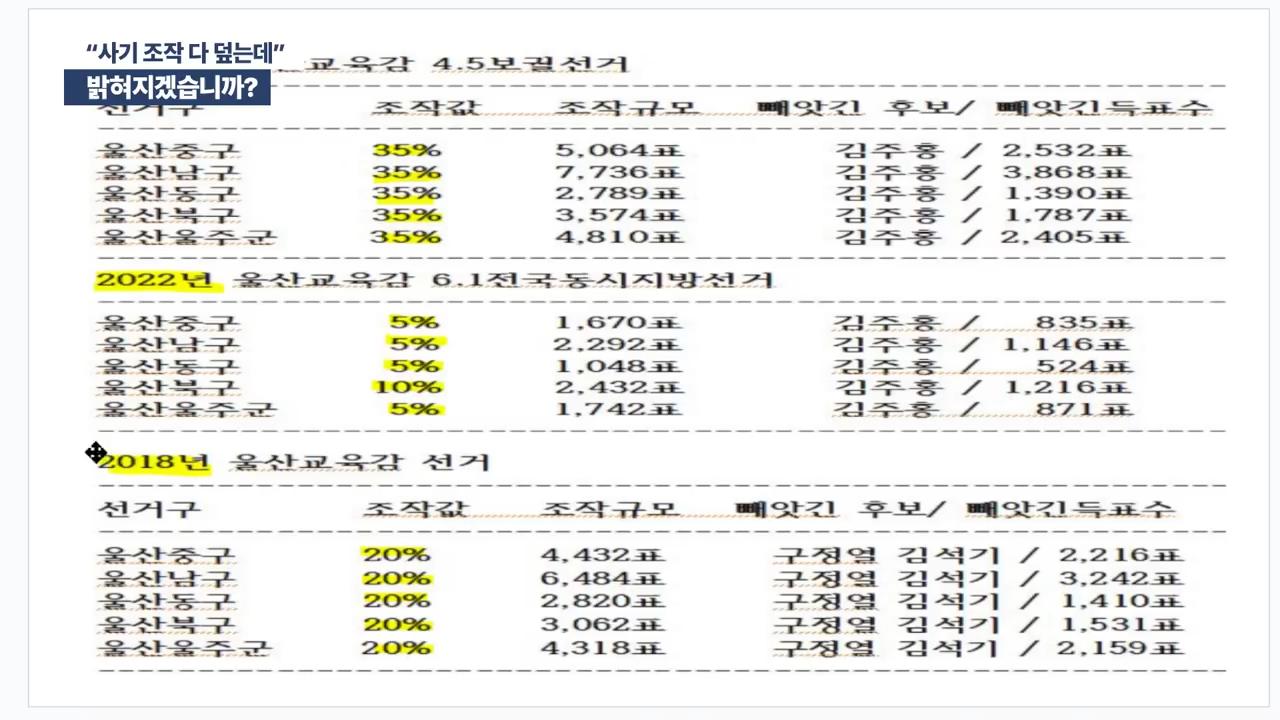 “사기 조작 다 덮는데”
밝혀지겠습니까?
교육감 4.5보궐선거
선거구 조작값 조작규모 빼앗긴 후보/ 빼앗긴득표수
울산중구 35% 5,064표 김주홍 / 2,532표
울산남구 35% 7,736표 김주홍 / 3,868표
울산동구 35% 2,789표 김주홍 / 1,390표
울산북구 35% 3,574표 김주홍 / 1,787표
울산울주군 35% 4,810표 김주홍 / 2,405표
2022년 울산교육감 6.1전국동시지방선거
울산중구 5% 1,670표 김주홍 / 835표
울산남구 5% 2,292표 김주홍 / 1,146표
울산동구 5% 1,048표 김주홍 / 524표
울산북구 10% 2,432표 김주홍 / 1,216표
울산울주군 5% 1,742표 김주홍 / 871표
2018년 울산교육감 선거
선거구 조작값 조작규모 빼앗긴 후보/ 빼앗긴득표수
울산중구 20% 4,432표 구정열 김석기 / 2,216표
울산남구 20% 6,484표 구정열 김석기 / 3,242표
울산동구 20% 2,820표 구정열 김석기 / 1,410표
울산북구 20% 3,062표 구정열 김석기 / 1,531표
울산울주군 20% 4,318표 구정열 김석기 / 2,159표